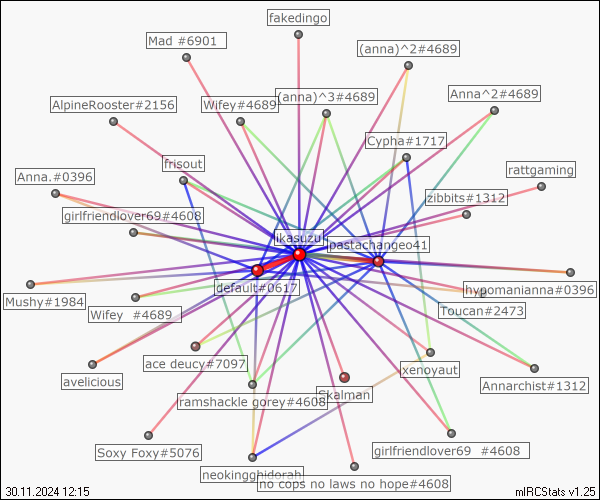 fakedingo
Mad #6901
(anna)^2#4689
(anna)^3#4689
Anna^2#4689
AlpineRooster#2156
Wifey#4689
Cypha#1717
frisout
rattgaming
Anna.#0396
zibbits#1312
girlfriendlover69#4608
ikasuzu
pastachangeo41
default#0617
hypomanianna#0396
Mushy#1984
Wifey #4689
Toucan#2473
ace deucy#7097
xenoyaut
avelicious
Annarchist#1312
ramshackle gorey#4608
Skalman
Soxy Foxy#5076
girlfriendlover69 #4608
neokingghidorah
no cops no laws no hope#4608
30.11.2024 12:15
mIRCStats v1.25